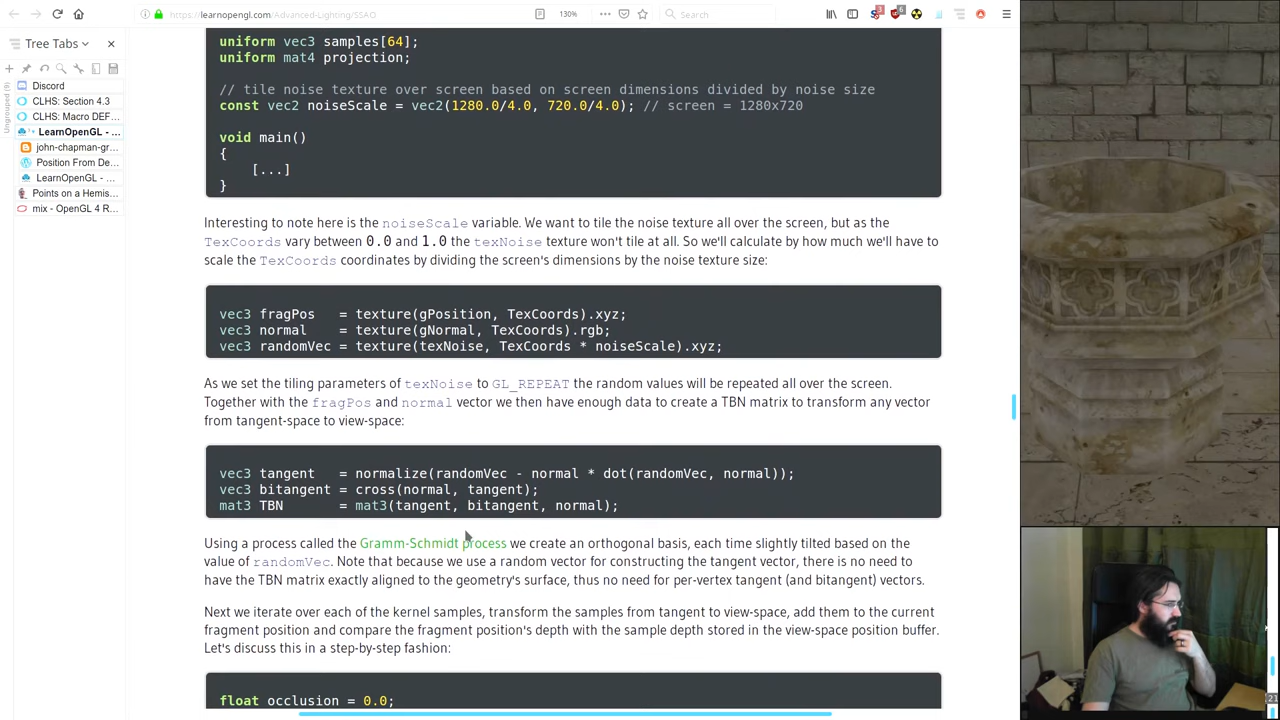 https://learnopengl.com/Advanced-Lighting/SSAO
130%
Search
3
6
Tree Tabs
Ungrouped (9)
Discord
CLHS: Section 4.3
CLHS: Macro DEF...
LearnOpenGL - ...
john-chapman-gr...
Position From De...
LearnOpenGL - ...
Points on a Hemis...
mix - OpenGL 4 R...
uniform vec3 samples[64];
uniform mat4 projection;
// tile noise texture over screen based on screen dimensions divided by noise size
const vec2 noiseScale = vec2(1280.0/4.0, 720.0/4.0); // screen = 1280x720
void main()
{
[...]
}
Interesting to note here is the noiseScale variable. We want to tile the noise texture all over the screen, but as the
TexCoords vary between 0.0 and 1.0 the texNoise texture won't tile at all. So we'll calculate by how much we'll have to
scale the TexCoords coordinates by dividing the screen's dimensions by the noise texture size:
vec3 fragPos = texture(gPosition, TexCoords).xyz;
vec3 normal = texture(gNormal, TexCoords).rgb;
vec3 randomVec = texture(texNoise, TexCoords * noiseScale).xyz;
As we set the tiling parameters of texNoise to GL_REPEAT the random values will be repeated all over the screen.
Together with the fragPos and normal vector we then have enough data to create a TBN matrix to transform any vector
from tangent-space to view-space:
vec3 tangent = normalize(randomVec - normal * dot(randomVec, normal));
vec3 bitangent = cross(normal, tangent);
mat3 TBN = mat3(tangent, bitangent, normal);
Using a process called the Gramm-Schmidt process we create an orthogonal basis, each time slightly tilted based on the
value of randomVec. Note that because we use a random vector for constructing the tangent vector, there is no need to
have the TBN matrix exactly aligned to the geometry's surface, thus no need for per-vertex tangent (and bitangent) vectors.
Next we iterate over each of the kernel samples, transform the samples from tangent to view-space, add them to the current
fragment position and compare the fragment position's depth with the sample depth stored in the view-space position buffer.
Let's discuss this in a step-by-step fashion:
float occlusion = 0.0;
21